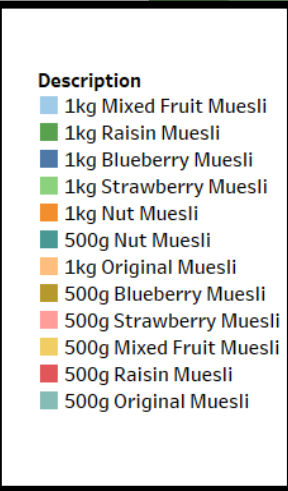 Description
1kg Mixed Fruit Muesli
1kg Raisin Muesli
1kg Blueberry Muesli
1kg Strawberry Muesli
1kg Nut Muesli
500g Nut Muesli
1kg Original Muesli
500g Blueberry Muesli
500g Strawberry Muesli
500g Mixed Fruit Muesli
500g Raisin Muesli
500g Original Muesli